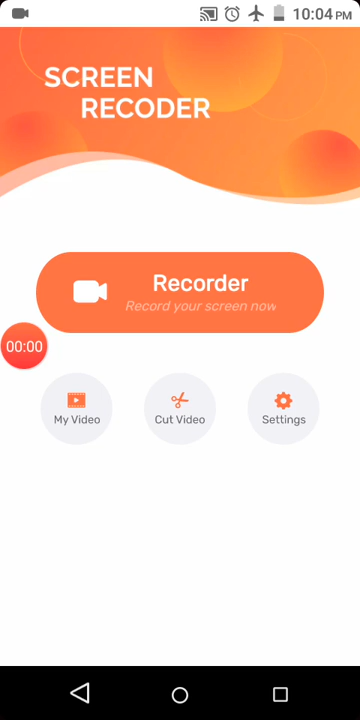 10:04 PM
SCREEN
RECODER
Recorder
Record your screen now
00:00
My Video
Cut Video
Settings